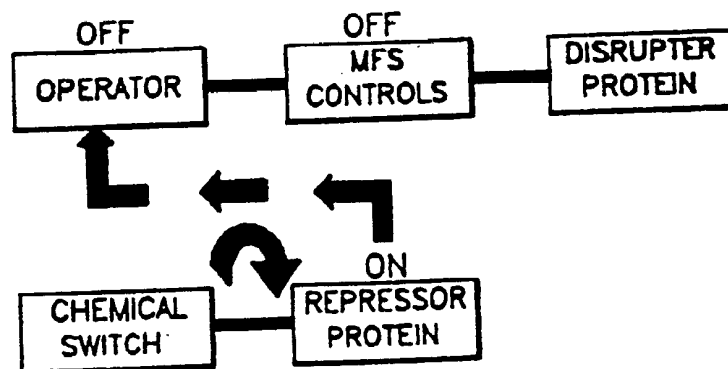 OFF
OPERATOR
OFF
MFS
CONTROLS
DISRUPTER
PROTEIN
ON
CHEMICAL
SWITCH
REPRESSOR
PROTEIN